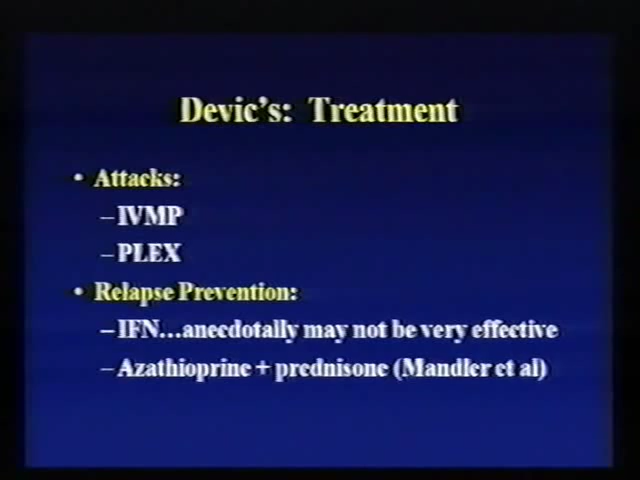 Devic's: Treatment
• Attacks:
– IVMP
– PLEX
• Relapse Prevention:
– IFN...anecdotally may not be very effective
– Azathioprine + prednisone (Mandler et al)